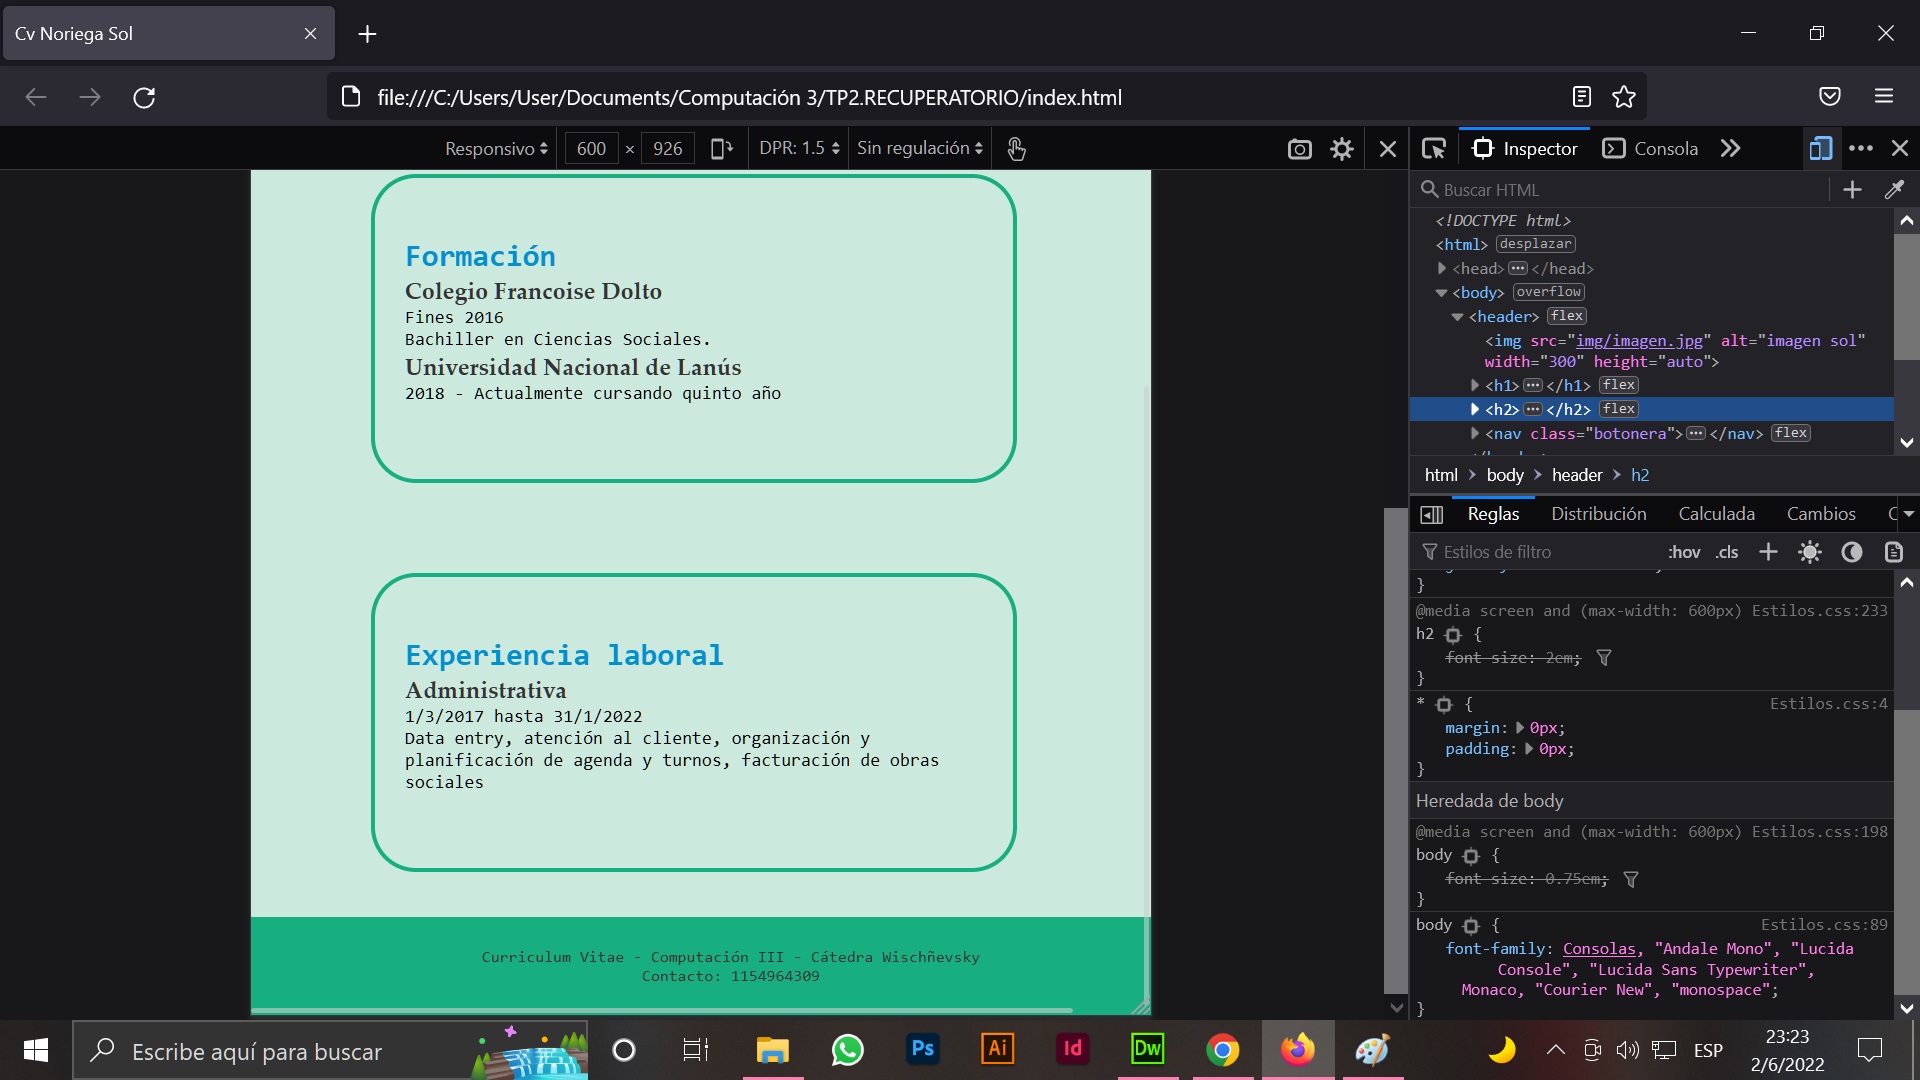 Cv Noriega Sol
file:///C:/Users/User/Documents/Computación 3/TP2.RECUPERATORIO/index.html
Responsivo 600 × 926 DPR: 1.5 Sin regulación
Inspector Consola
Formación
Colegio Francoise Dolto
Fines 2016
Bachiller en Ciencias Sociales.
Universidad Nacional de Lanús
2018 - Actualmente cursando quinto año
Experiencia laboral
Administrativa
1/3/2017 hasta 31/1/2022
Data entry, atención al cliente, organización y
planificación de agenda y turnos, facturación de obras
sociales
Curriculum Vitae - Computación III - Cátedra Wischñevsky
Contacto: 1154964309
Buscar HTML
<!DOCTYPE html>
<html> desplazar
<head> ••• </head>
<body> overflow
<header> flex
<img src="img/imagen.jpg" alt="imagen sol"
width="300" height="auto">
<h1> ••• </h1> flex
<h2> ••• </h2> flex
<nav class="botonera"> ••• </nav> flex
html > body > header > h2
Reglas Distribución Calculada Cambios C
Estilos de filtro :hov .cls
}
@media screen and (max-width: 600px) Estilos.css:233
h2 {
font-size: 2em;
}
* { Estilos.css:4
margin: 0px;
padding: 0px;
}
Heredada de body
@media screen and (max-width: 600px) Estilos.css:198
body {
font-size: 0.75em;
}
body { Estilos.css:89
font-family: Consolas, "Andale Mono", "Lucida
Console", "Lucida Sans Typewriter",
Monaco, "Courier New", "monospace";
}
Escribe aquí para buscar
Ps Ai Id Dw
ESP
23:23
2/6/2022